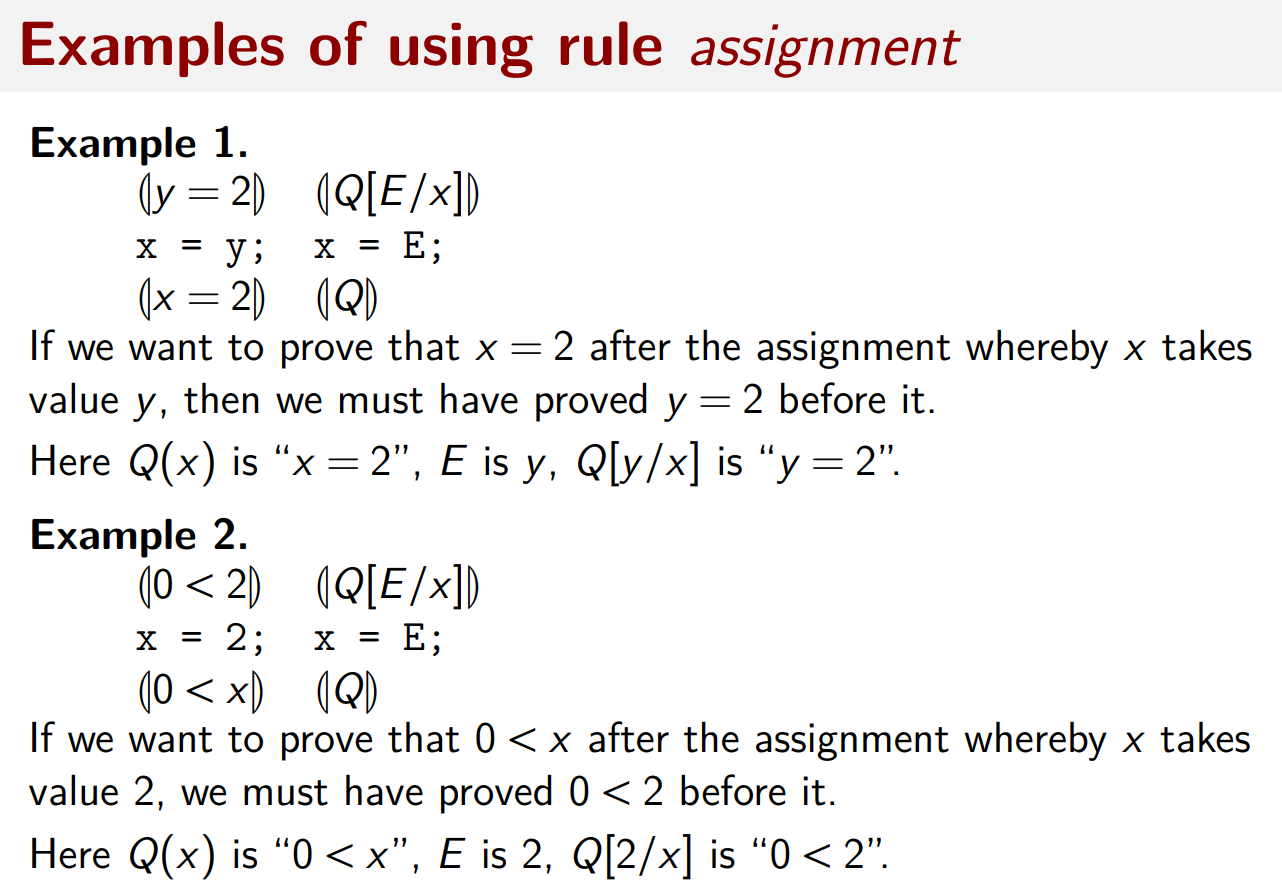 Examples of using rule assignment
Example 1.
⦇y = 2⦈ ⦇Q[E/x]⦈
x = y; x = E;
⦇x = 2⦈ ⦇Q⦈
If we want to prove that x = 2 after the assignment whereby x takes
value y, then we must have proved y = 2 before it.
Here Q(x) is “x = 2”, E is y, Q[y/x] is “y = 2”.
Example 2.
⦇0 < 2⦈ ⦇Q[E/x]⦈
x = 2; x = E;
⦇0 < x⦈ ⦇Q⦈
If we want to prove that 0 < x after the assignment whereby x takes
value 2, we must have proved 0 < 2 before it.
Here Q(x) is “0 < x”, E is 2, Q[2/x] is “0 < 2”.